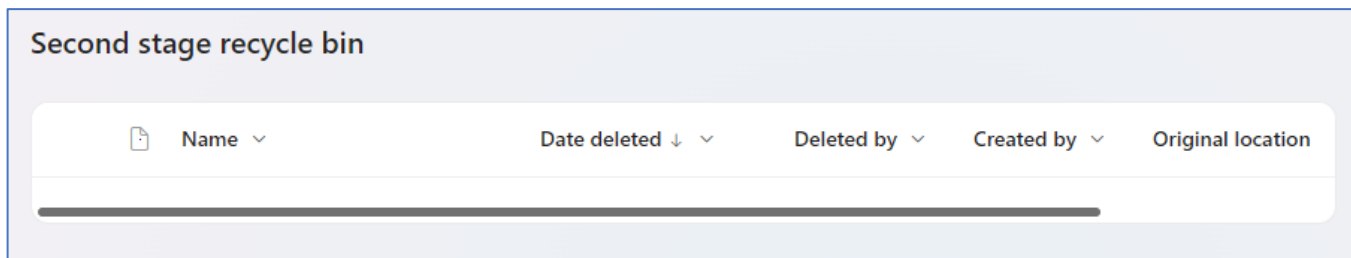 Second stage recycle bin
Name Date deleted Deleted by Created by Original location